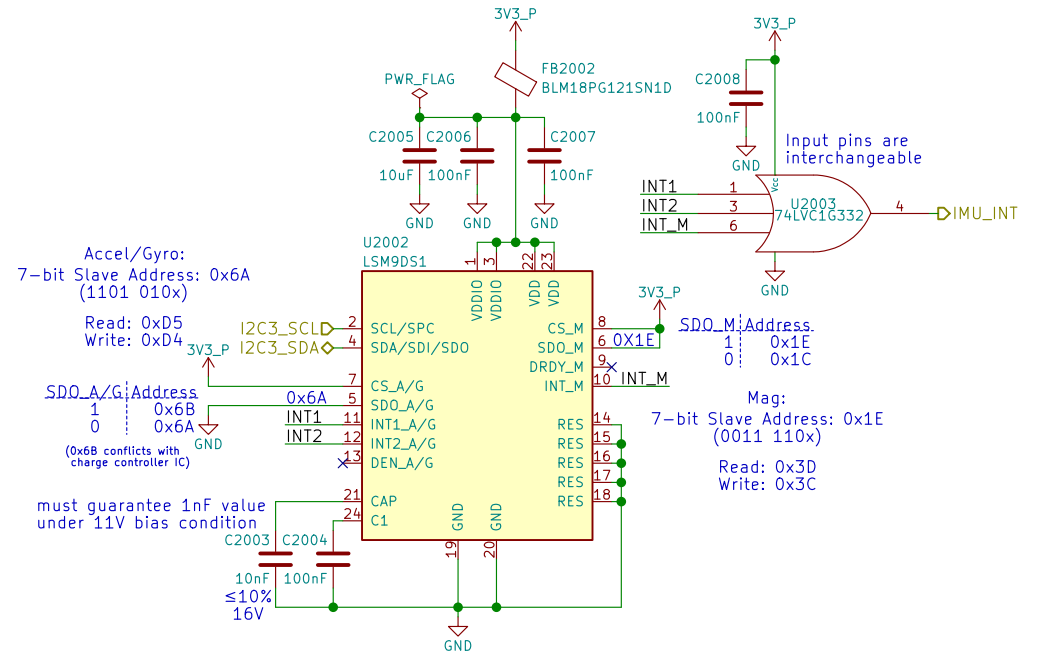 3V3_P
FB2002
BLM18PG121SN1D
PWR_FLAG
C2005
10uF
GND
C2006
100nF
GND
C2007
100nF
GND
3V3_P
C2008
100nF
GND
Input pins are
interchangeable
Vcc
INT1
1
INT2
3
INT_M
6
U2003
74LVC1G332
4
IMU_INT
GND
Accel/Gyro:
7-bit Slave Address: 0x6A
(1101 010x)
Read: 0xD5
Write: 0xD4
U2002
LSM9DS1
1
3
22
23
VDDIO
VDDIO
VDD
VDD
I2C3_SCL
2
SCL/SPC
I2C3_SDA
4
SDA/SDI/SDO
3V3_P
7
CS_A/G
0x6A
5
SDO_A/G
GND
INT1
11
INT1_A/G
INT2
12
INT2_A/G
13
DEN_A/G
21
CAP
24
C1
SDO_A/G Address
1 0x6B
0 0x6A
(0x6B conflicts with
charge controller IC)
must guarantee 1nF value
under 11V bias condition
C2003
10nF
≤10%
16V
C2004
100nF
GND
19
GND
20
GND
3V3_P
CS_M
8
SDO_M
6
0X1E
DRDY_M
9
INT_M
10
INT_M
RES
14
RES
15
RES
16
RES
17
RES
18
SDO_M Address
1 0x1E
0 0x1C
Mag:
7-bit Slave Address: 0x1E
(0011 110x)
Read: 0x3D
Write: 0x3C